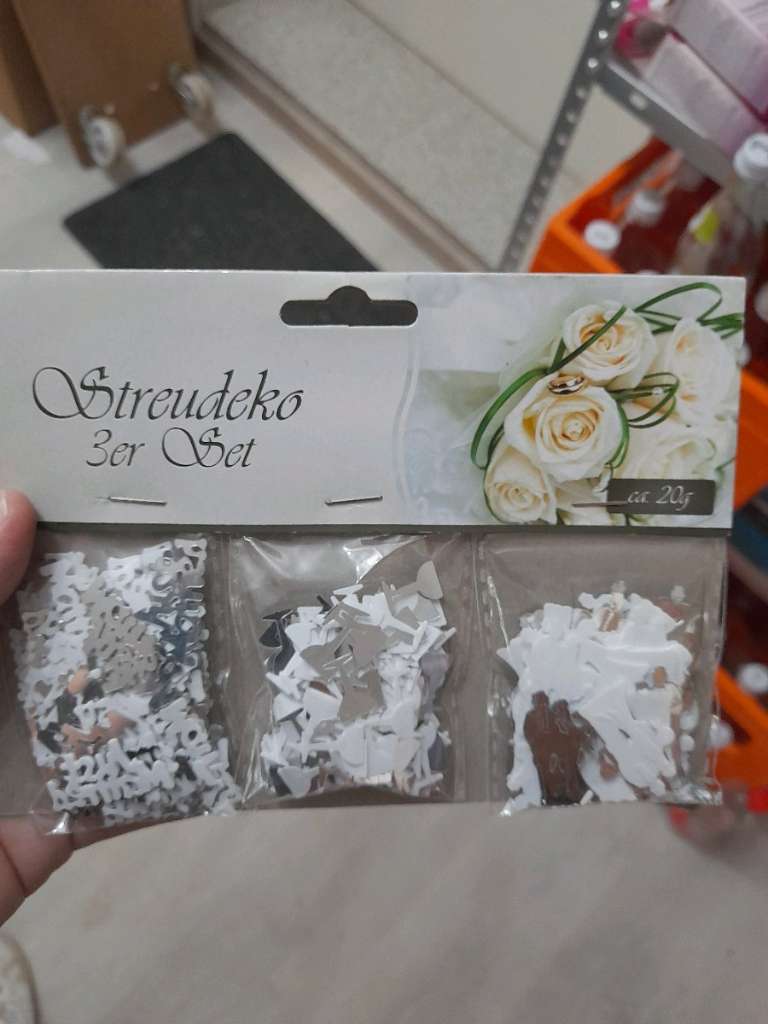 Streudeko
3er Set
ca. 20g